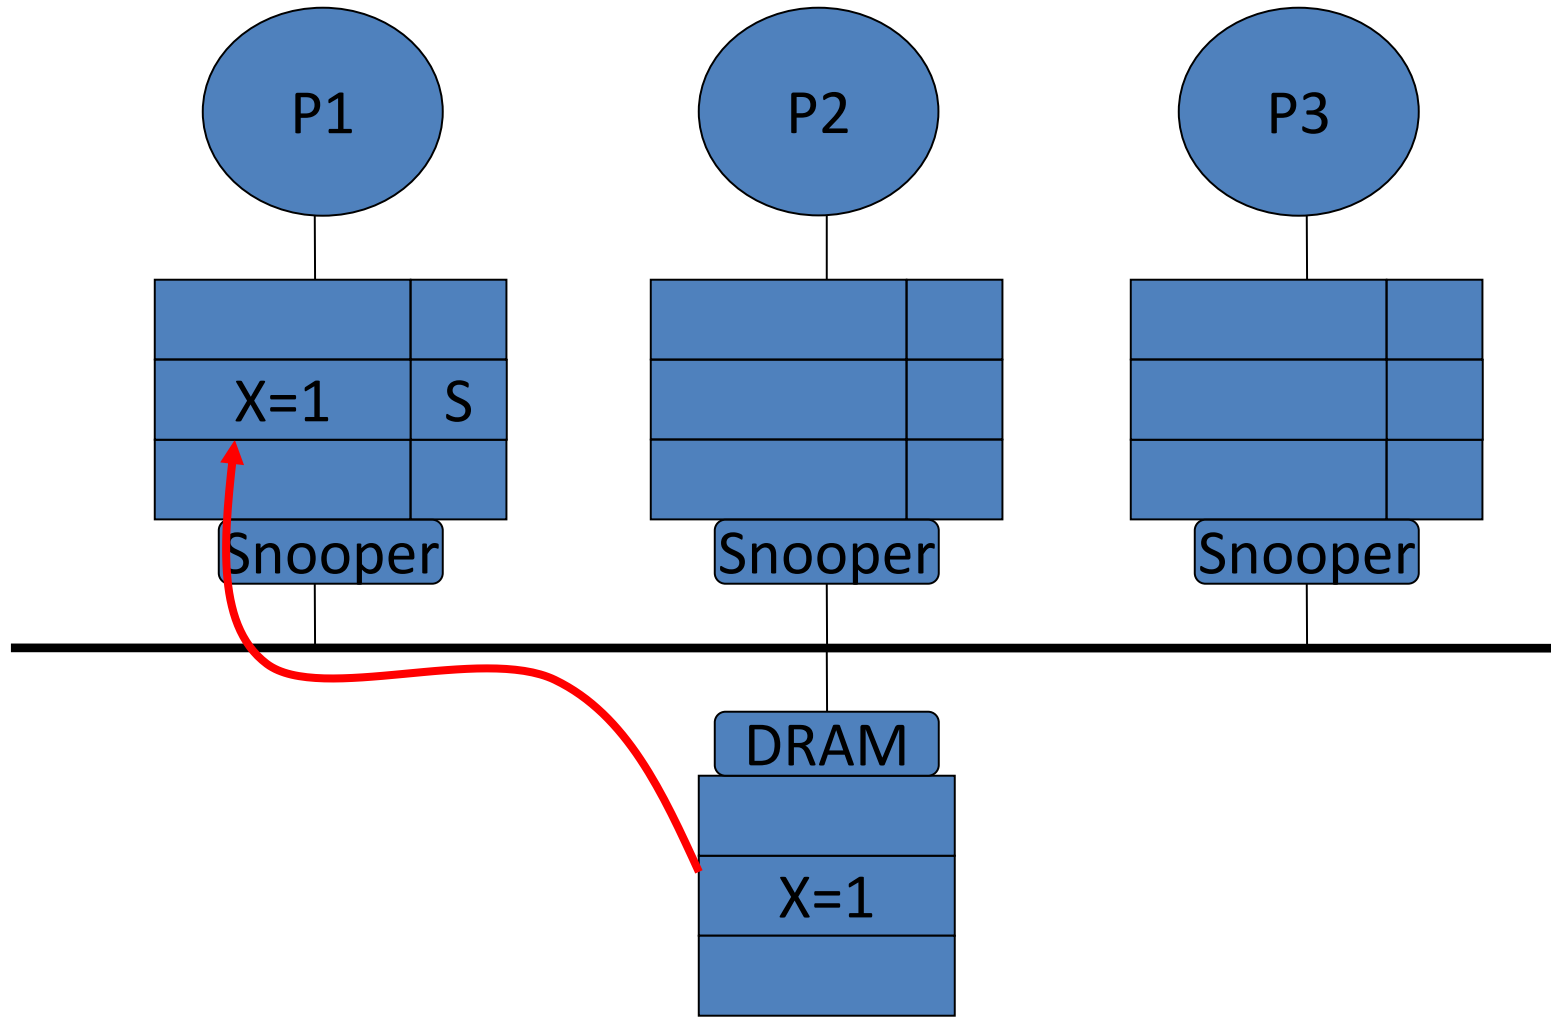 P1
P2
P3
X=1
S
Snooper
Snooper
Snooper
DRAM
X=1